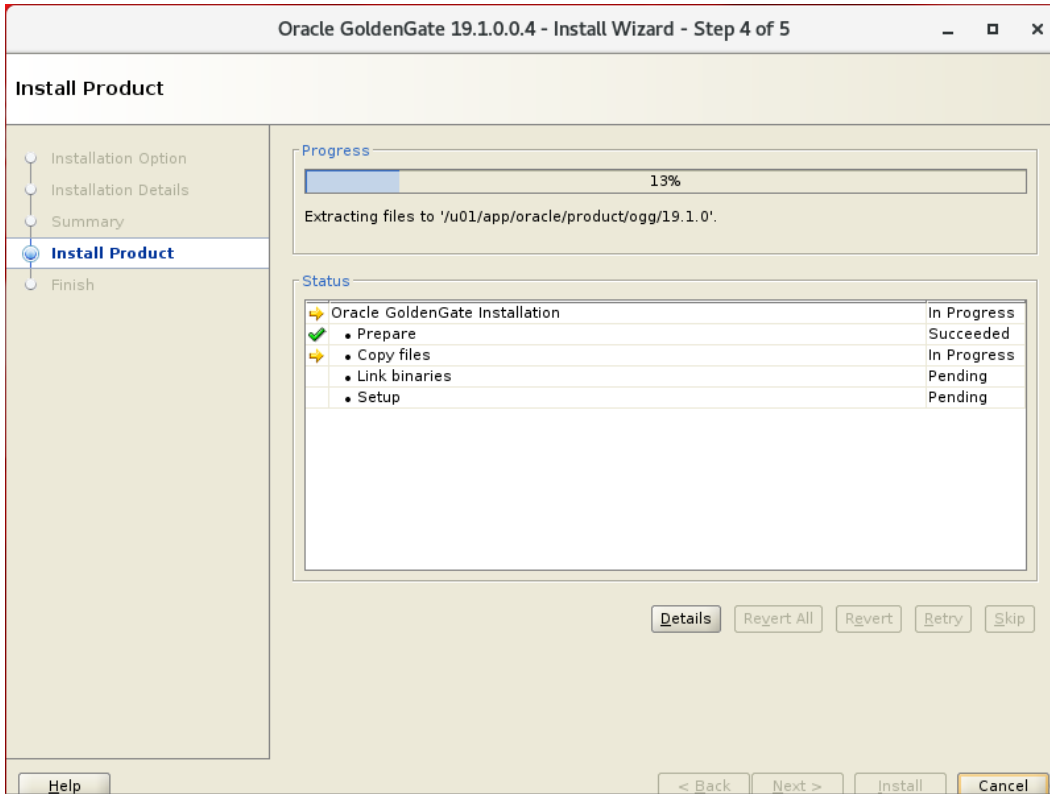 Oracle GoldenGate 19.1.0.0.4 - Install Wizard - Step 4 of 5
Install Product
Installation Option
Installation Details
Summary
Install Product
Finish
Progress
13%
Extracting files to '/u01/app/oracle/product/ogg/19.1.0'.
Status
Oracle GoldenGate Installation In Progress
• Prepare Succeeded
• Copy files In Progress
• Link binaries Pending
• Setup Pending
Details Revert All Revert Retry Skip
Help < Back Next > Install Cancel